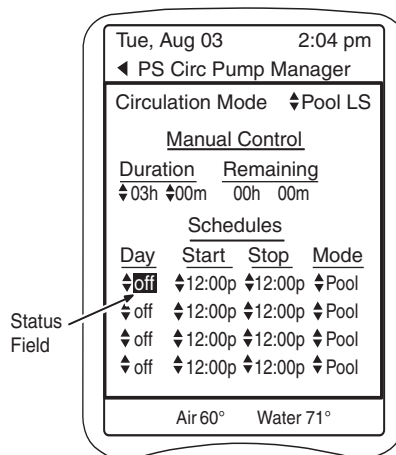 Tue, Aug 03 2:04 pm
◀ PS Circ Pump Manager
Circulation Mode ♦Pool LS
Manual Control
Duration Remaining
♦03h ♦00m 00h 00m
Schedules
Day Start Stop Mode
♦off ♦12:00p ♦12:00p ♦Pool
♦off ♦12:00p ♦12:00p ♦Pool
♦off ♦12:00p ♦12:00p ♦Pool
♦off ♦12:00p ♦12:00p ♦Pool
Status
Field
Air 60° Water 71°